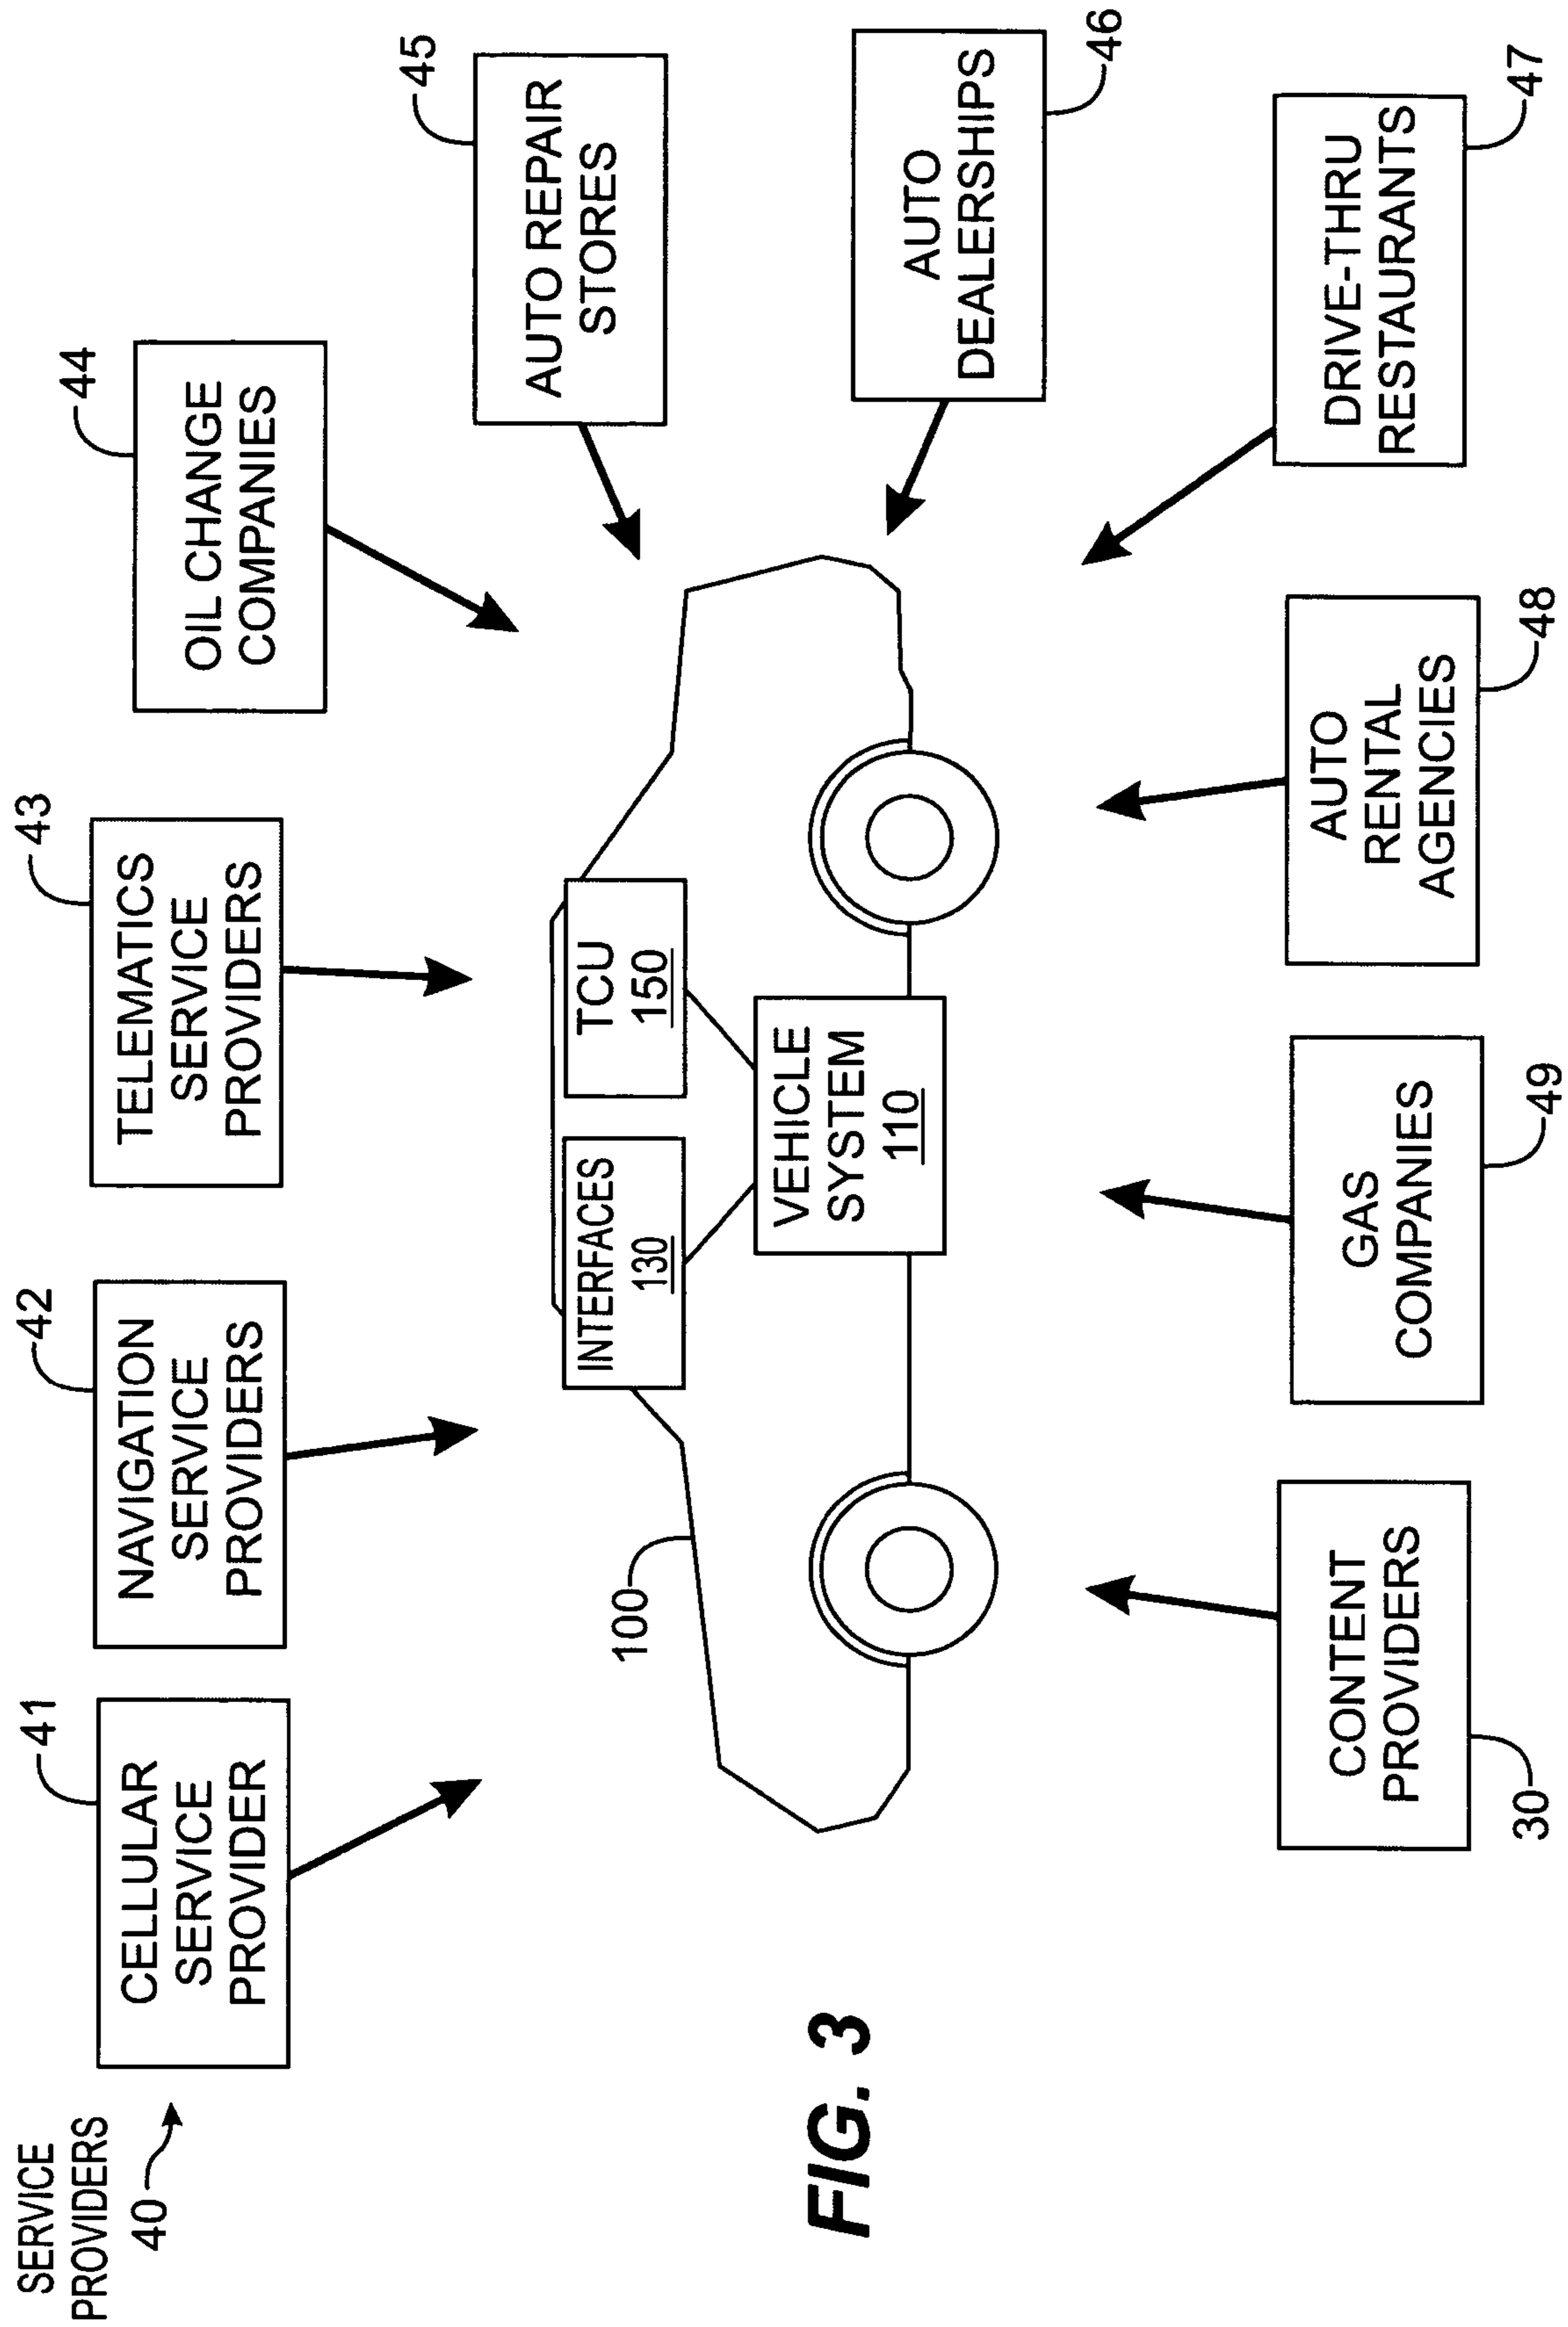 SERVICE
PROVIDERS
40
41
CELLULAR
SERVICE
PROVIDER
42
NAVIGATION
SERVICE
PROVIDERS
43
TELEMATICS
SERVICE
PROVIDERS
44
OIL CHANGE
COMPANIES
45
AUTO REPAIR
STORES
AUTO
DEALERSHIPS
46
DRIVE-THRU
RESTAURANTS
47
100
INTERFACES
130
TCU
150
VEHICLE
SYSTEM
110
CONTENT
PROVIDERS
30
GAS
COMPANIES
49
AUTO
RENTAL
AGENCIES
48
FIG. 3